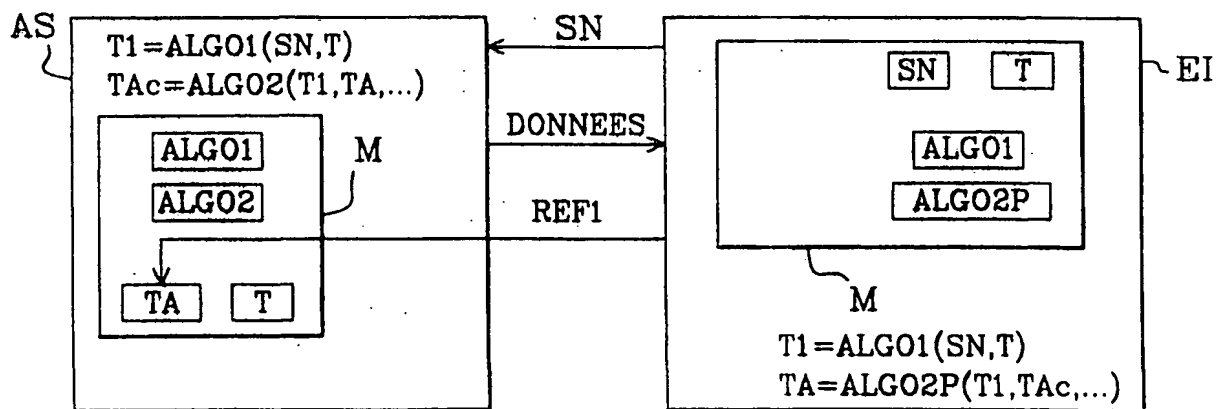 AS
T1=ALGO1(SN,T)
TAc=ALGO2(T1,TA,...)
ALGO1
ALGO2
TA
T
M
SN
DONNEES
REF1
SN
T
ALGO1
ALGO2P
EI
M
T1=ALGO1(SN,T)
TA=ALGO2P(T1,TAc,...)